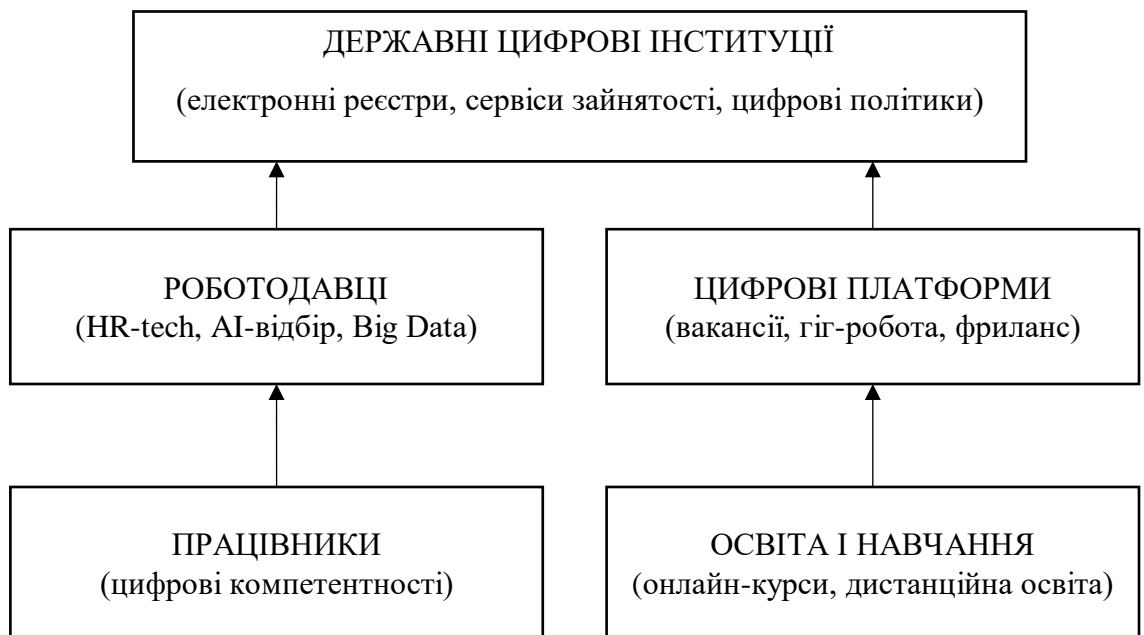 ДЕРЖАВНІ ЦИФРОВІ ІНСТИТУЦІЇ
(електронні реєстри, сервіси зайнятості, цифрові політики)
РОБОТОДАВЦІ
(HR-tech, AI-відбір, Big Data)
ЦИФРОВІ ПЛАТФОРМИ
(вакансії, гіг-робота, фриланс)
ПРАЦІВНИКИ
(цифрові компетентності)
ОСВІТА І НАВЧАННЯ
(онлайн-курси, дистанційна освіта)